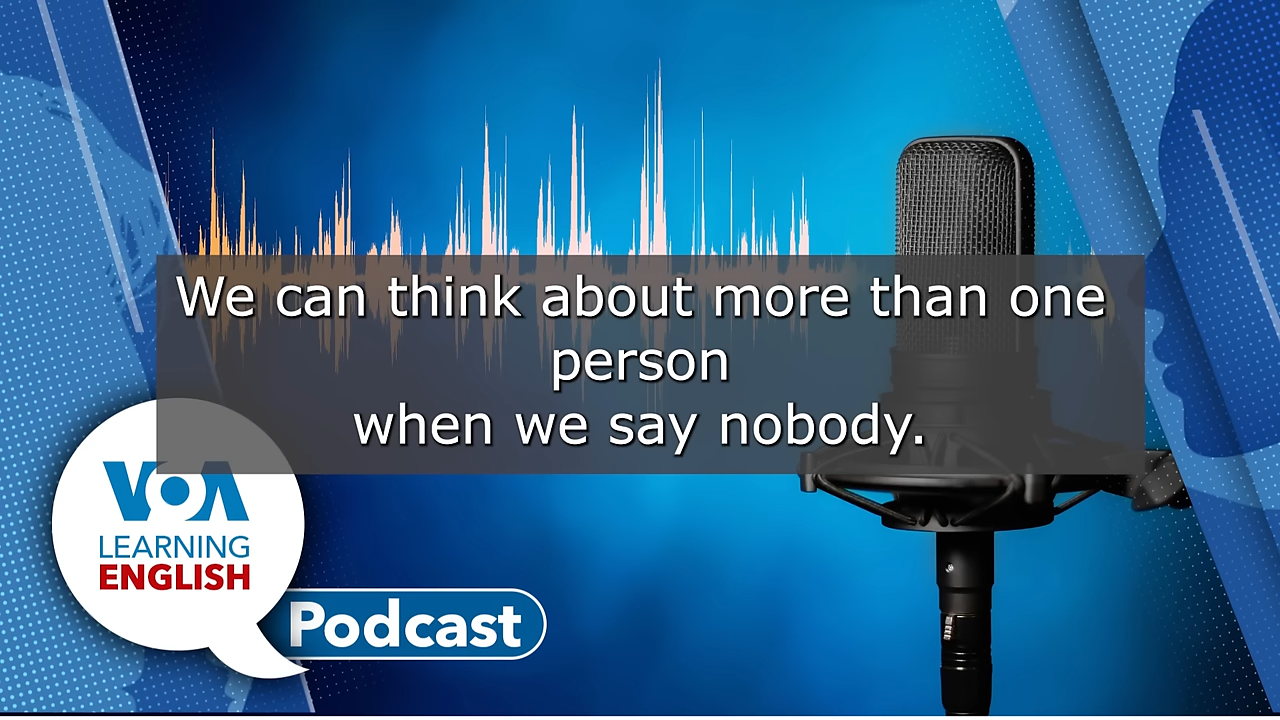 We can think about more than one
person
when we say nobody.
VOA
LEARNING
ENGLISH
Podcast